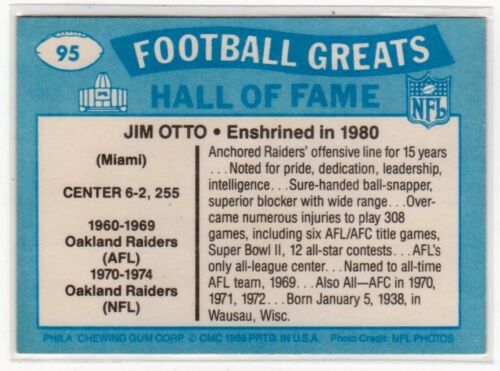 95
FOOTBALL GREATS
HALL OF FAME
NFL
JIM OTTO • Enshrined in 1980
(Miami)
CENTER 6-2, 255
1960-1969
Oakland Raiders
(AFL)
1970-1974
Oakland Raiders
(NFL)
Anchored Raiders' offensive line for 15 years
. . . Noted for pride, dedication, leadership,
intelligence . . . Sure-handed ball-snapper,
superior blocker with wide range . . . Over-
came numerous injuries to play 308
games, including six AFL/AFC title games,
Super Bowl II, 12 all-star contests . . . AFL's
only all-league center. . . Named to all-time
AFL team, 1969 . . . Also All—AFC in 1970,
1971, 1972 . . . Born January 5, 1938, in
Wausau, Wisc.
PHILA. CHEWING GUM CORP. © CMC 1988 PRTD. IN U.S.A. Photo Credit: NFL PHOTOS